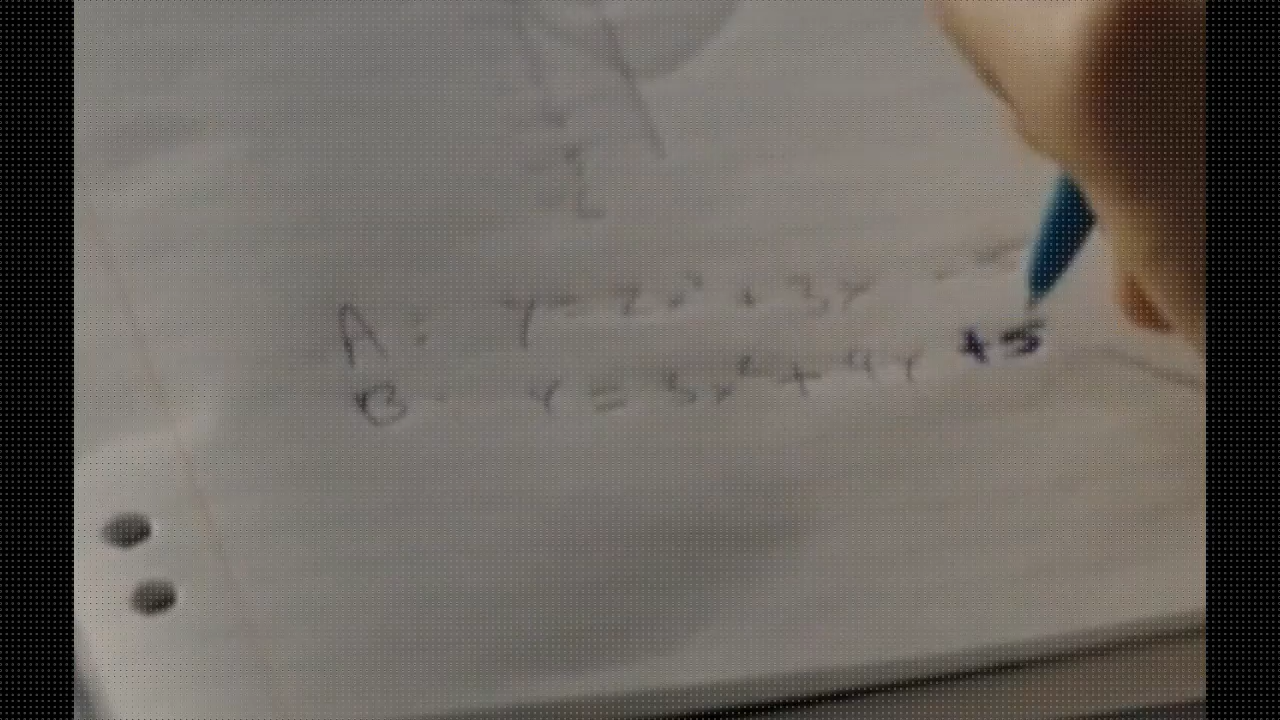 A: y = 2x² + 3x
B: y = 3x² + 4x +5